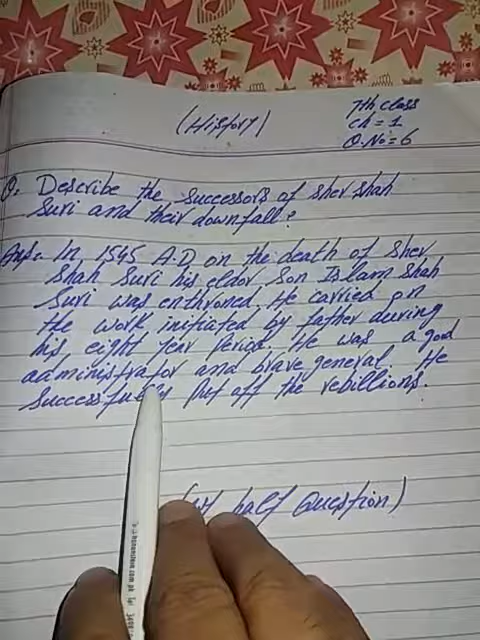 (History)
7th class
Ch = 1
Q.No = 6
Q. Describe the successors of Sher shah
Suri and their downfall?
Ans:- In, 1545 A.D on the death of Sher
Shah Suri his elder Son Islam shah
Suri was enthroned. He carried on
the work initiated by father during
his eight year Period. He was a good
administrator and brave general. He
Successfully Put off the rebillions.
half Question)